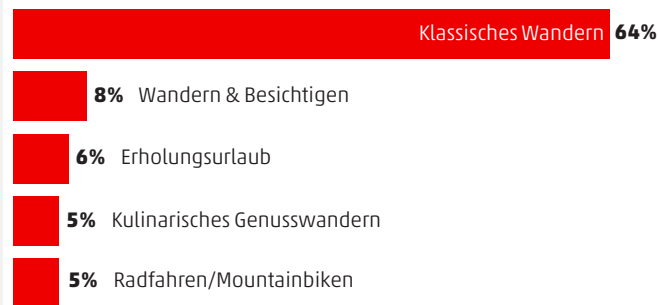 Klassisches Wandern 64%
8% Wandern & Besichtigen
6% Erholungsurlaub
5% Kulinarisches Genusswandern
5% Radfahren/Mountainbiken